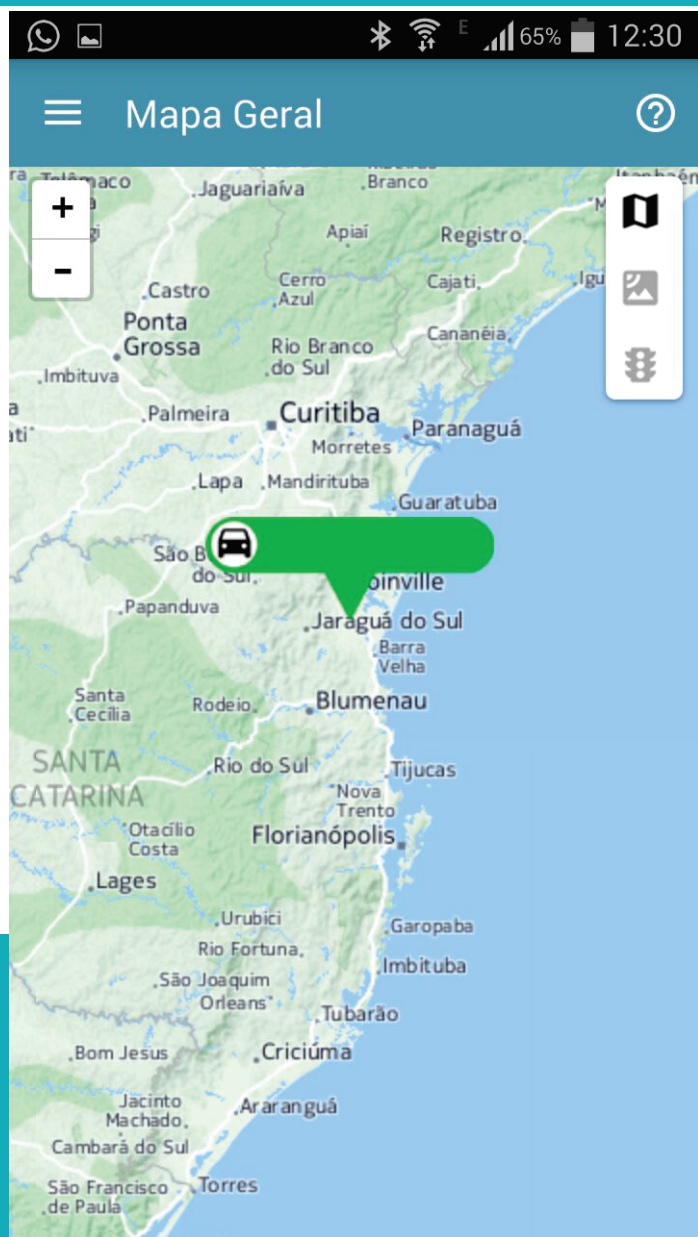 E 65% 12:30
Mapa Geral
+
-
Jaguariaíva
Branco
Apiaí
Registro
Castro
Cerro
Azul
Cajati
Ponta
Grossa
Rio Branco
do Sul
Cananéia
Imbituva
Palmeira
Curitiba
Paranaguá
Morretes
Lapa
Mandirituba
Guaratuba
São B
do Sul
oinville
Papanduva
Jaraguá do Sul
Barra
Velha
Santa
Cecília
Rodeio
Blumenau
SANTA
CATARINA
Rio do Sul
Tijucas
Nova
Trento
Otacílio
Costa
Florianópolis
Lages
Urubici
Garopaba
Rio Fortuna
Imbituba
São Joaquim
Orleans
Tubarão
Bom Jesus
Criciúma
Jacinto
Machado
Araranguá
Cambará do Sul
São Francisco
de Paula
Torres